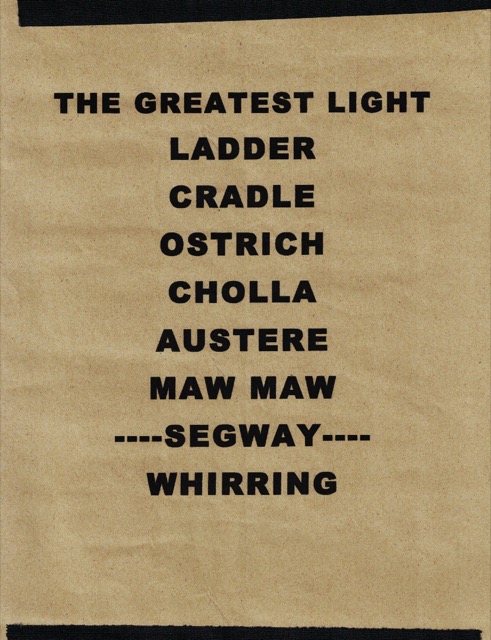 THE GREATEST LIGHT
LADDER
CRADLE
OSTRICH
CHOLLA
AUSTERE
MAW MAW
----SEGWAY----
WHIRRING